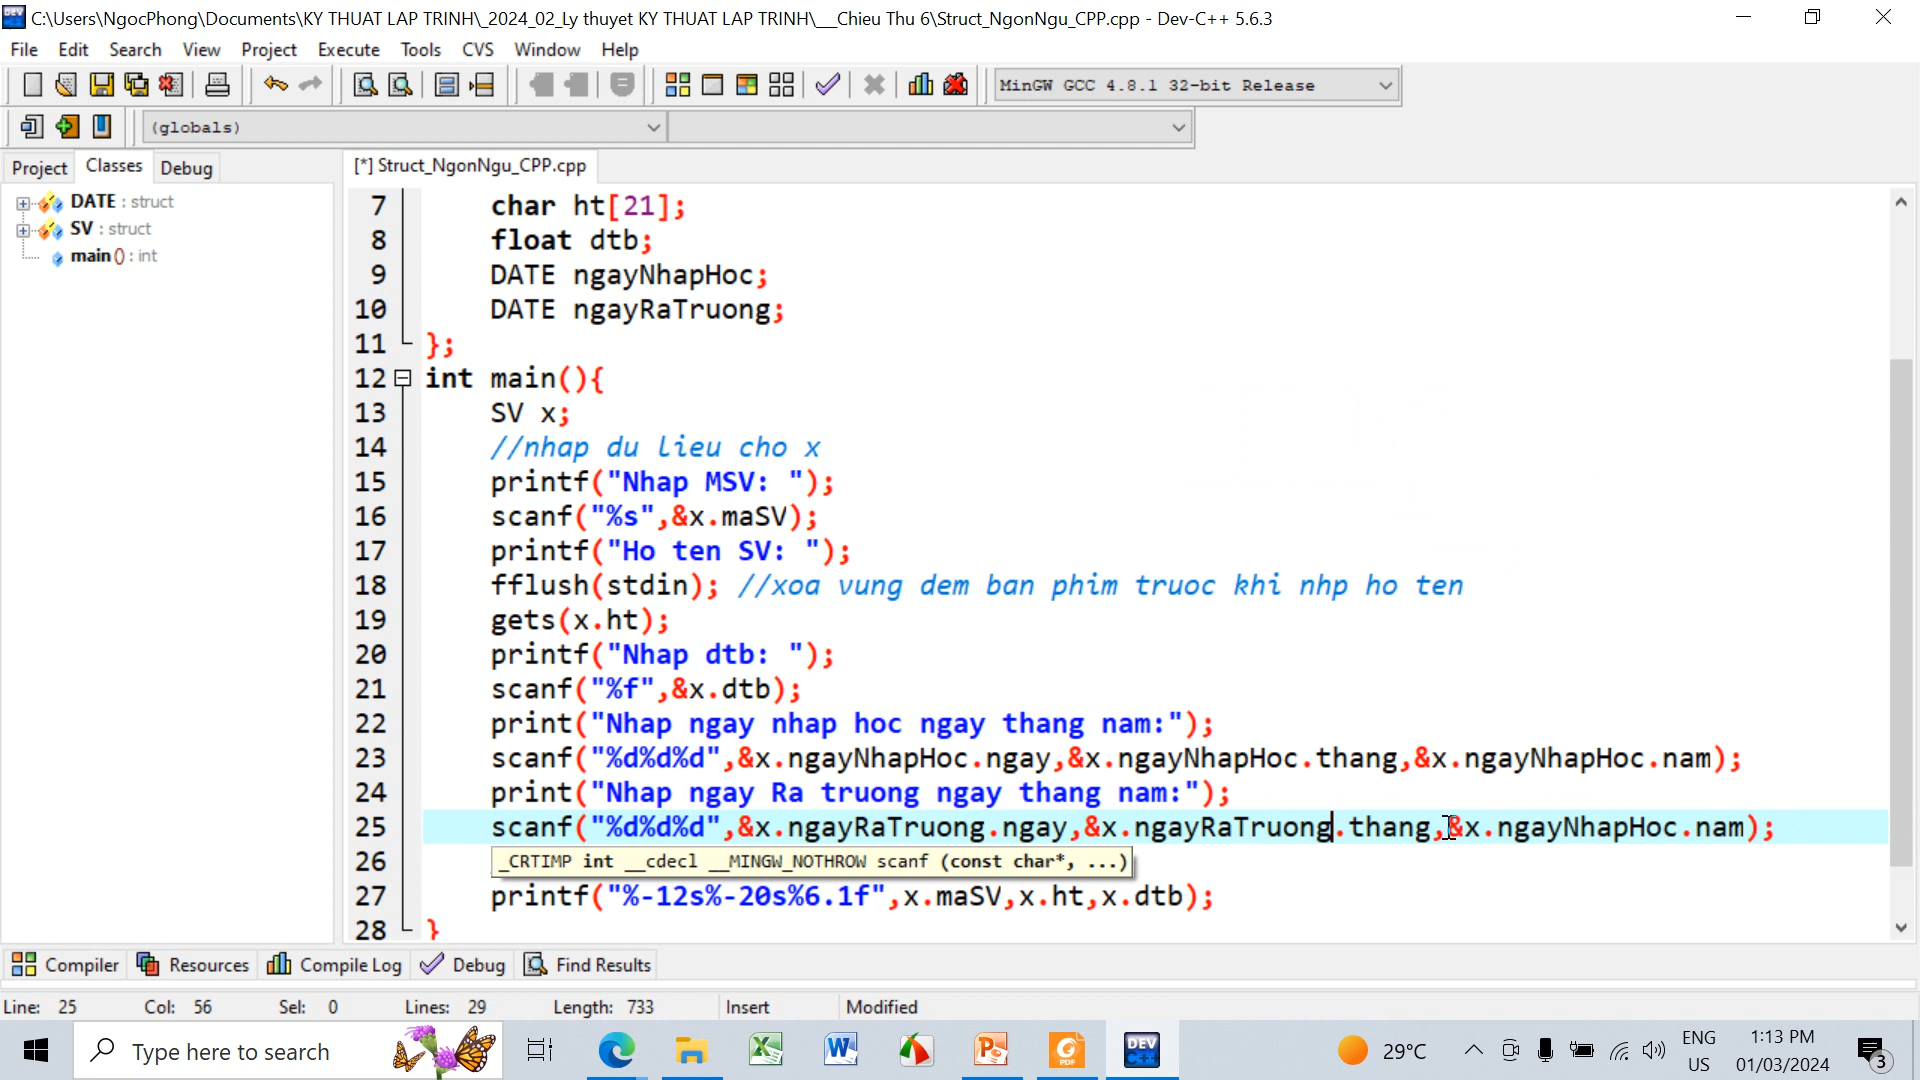 C:\Users\NgocPhong\Documents\KY THUAT LAP TRINH\_2024_02_Ly thuyet KY THUAT LAP TRINH\__Chieu Thu 6\Struct_NgonNgu_CPP.cpp - Dev-C++ 5.6.3
File Edit Search View Project Execute Tools CVS Window Help
MinGW GCC 4.8.1 32-bit Release
(globals)
Project Classes Debug
[*] Struct_NgonNgu_CPP.cpp
DATE : struct
SV : struct
main () : int
7 char ht[21];
8 float dtb;
9 DATE ngayNhapHoc;
10 DATE ngayRaTruong;
11 };
12 int main(){
13 SV x;
14 //nhap du lieu cho x
15 printf("Nhap MSV: ");
16 scanf("%s",&x.maSV);
17 printf("Ho ten SV: ");
18 fflush(stdin); //xoa vung dem ban phim truoc khi nhp ho ten
19 gets(x.ht);
20 printf("Nhap dtb: ");
21 scanf("%f",&x.dtb);
22 print("Nhap ngay nhap hoc ngay thang nam:");
23 scanf("%d%d%d",&x.ngayNhapHoc.ngay,&x.ngayNhapHoc.thang,&x.ngayNhapHoc.nam);
24 print("Nhap ngay Ra truong ngay thang nam:");
25 scanf("%d%d%d",&x.ngayRaTruong.ngay,&x.ngayRaTruong.thang,&x.ngayNhapHoc.nam);
26 _CRTIMP int __cdecl __MINGW_NOTHROW scanf (const char*, ...)
27 printf("%-12s%-20s%6.1f",x.maSV,x.ht,x.dtb);
28 }
Compiler Resources Compile Log Debug Find Results
Line: 25 Col: 56 Sel: 0 Lines: 29 Length: 733 Insert Modified
Type here to search
29°C
ENG
US
1:13 PM
01/03/2024
3